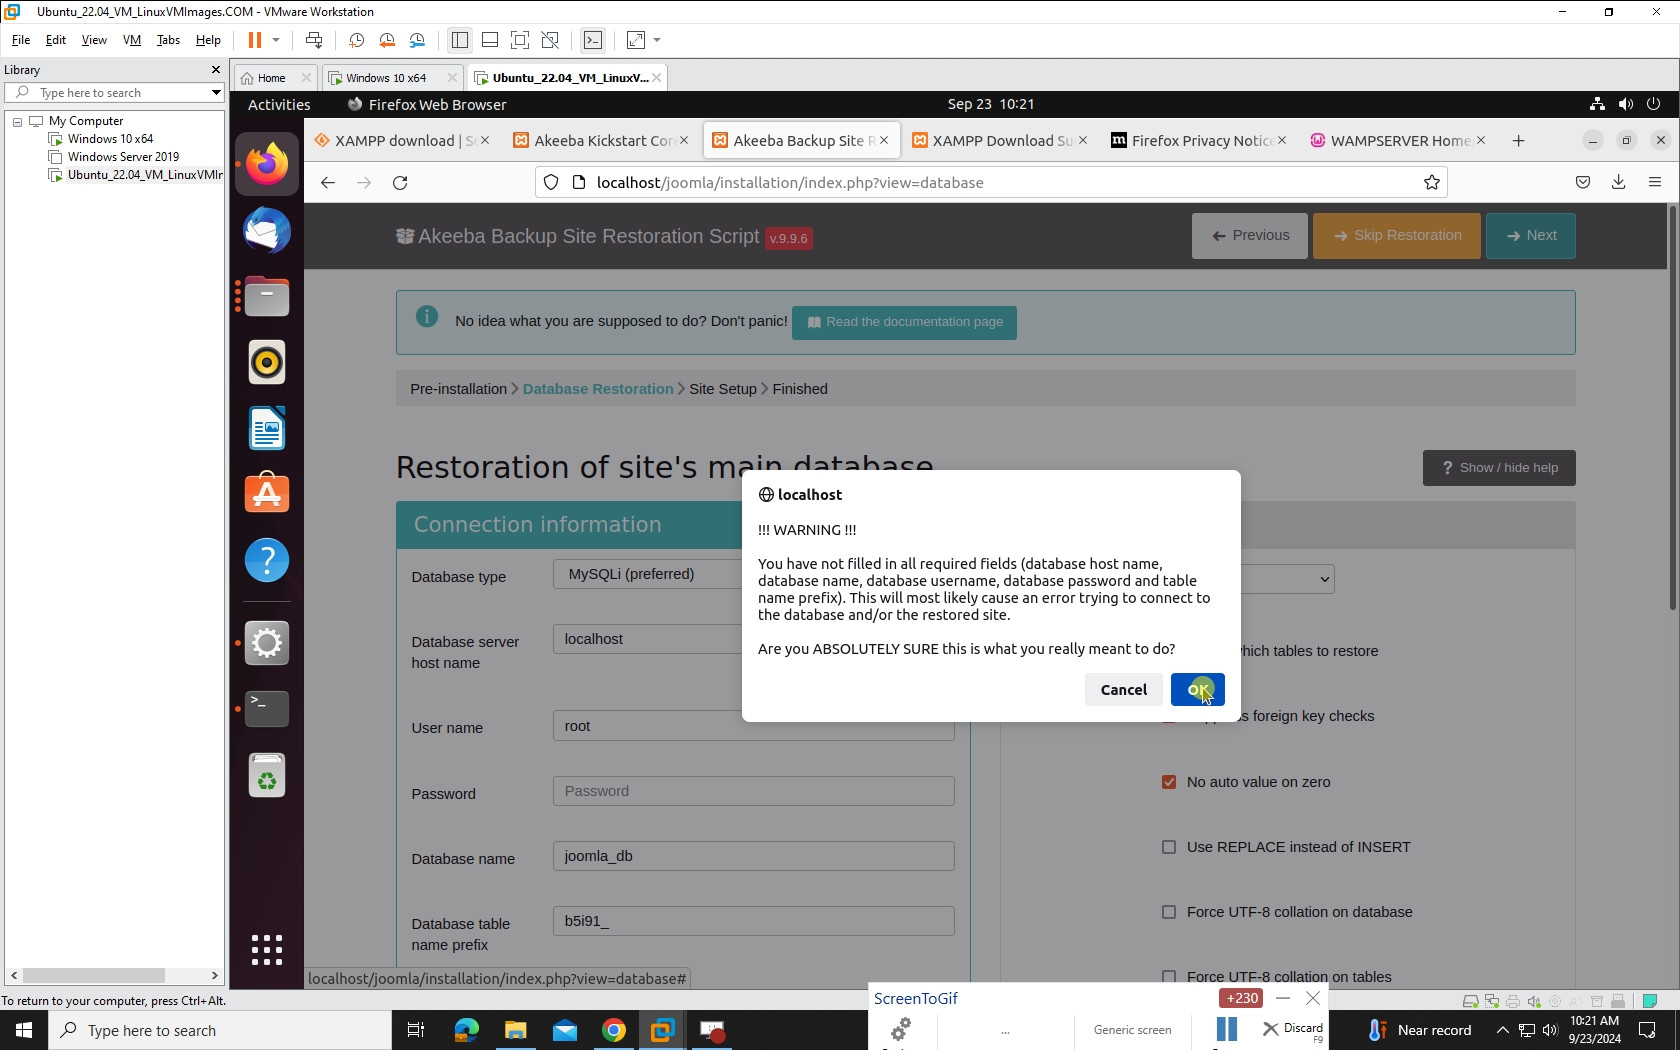 Ubuntu_22.04_VM_LinuxVMImages.COM - VMware Workstation
File Edit View VM Tabs Help
Library
Type here to search
My Computer
Windows 10 x64
Windows Server 2019
Ubuntu_22.04_VM_LinuxVMIr
Home
Windows 10 x64
Ubuntu_22.04_VM_LinuxV...
Activities
Firefox Web Browser
Sep 23 10:21
XAMPP download | S
Akeeba Kickstart Cor
Akeeba Backup Site R
XAMPP Download Su
Firefox Privacy Notice
WAMPSERVER Home
localhost/joomla/installation/index.php?view=database
Akeeba Backup Site Restoration Script v.9.9.6
Previous
Skip Restoration
Next
No idea what you are supposed to do? Don't panic!
Read the documentation page
Pre-installation > Database Restoration > Site Setup > Finished
Restoration of site's main database
? Show / hide help
Connection information
Database type
MySQLi (preferred)
Database server
host name
localhost
User name
root
Password
Password
Database name
joomla_db
Database table
name prefix
b5i91_
localhost
!!! WARNING !!!
You have not filled in all required fields (database host name,
database name, database username, database password and table
name prefix). This will most likely cause an error trying to connect to
the database and/or the restored site.
Are you ABSOLUTELY SURE this is what you really meant to do?
Cancel
OK
hich tables to restore
s foreign key checks
No auto value on zero
Use REPLACE instead of INSERT
Force UTF-8 collation on database
Force UTF-8 collation on tables
localhost/joomla/installation/index.php?view=database#
To return to your computer, press Ctrl+Alt.
ScreenToGif
+230
...
Generic screen
Discard
F9
Type here to search
Near record
10:21 AM
9/23/2024